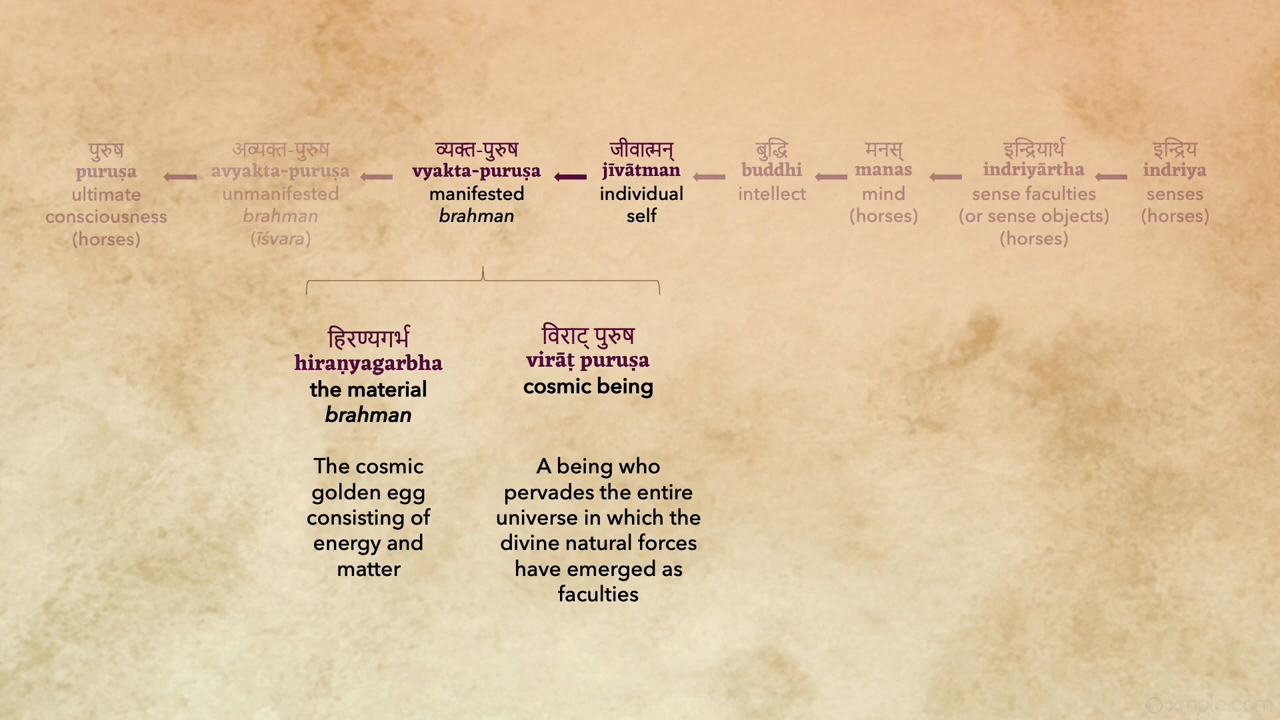 पुरुष
puruṣa
ultimate
consciousness
(horses)
अव्यक्त-पुरुष
avyakta-puruṣa
unmanifested
brahman
(īśvara)
व्यक्त-पुरुष
vyakta-puruṣa
manifested
brahman
जीवात्मन्
jīvātman
individual
self
बुद्धि
buddhi
intellect
मनस्
manas
mind
(horses)
इन्द्रियार्थ
indriyārtha
sense faculties
(or sense objects)
(horses)
इन्द्रिय
indriya
senses
(horses)
हिरण्यगर्भ
hiraṇyagarbha
the material
brahman
The cosmic
golden egg
consisting of
energy and
matter
विराट् पुरुष
virāṭ puruṣa
cosmic being
A being who
pervades the entire
universe in which the
divine natural forces
have emerged as
faculties